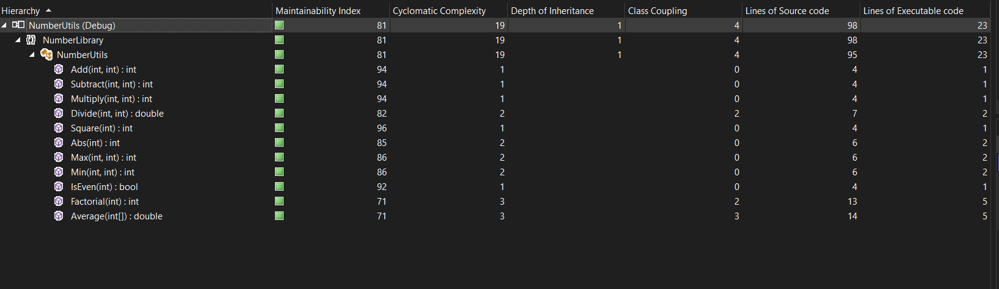 Hierarchy Maintainability Index Cyclomatic Complexity Depth of Inheritance Class Coupling Lines of Source code Lines of Executable code
NumberUtils (Debug) 81 19 1 4 98 23
NumberLibrary 81 19 1 4 98 23
NumberUtils 81 19 1 4 95 23
Add(int, int) : int 94 1 0 4 1
Subtract(int, int) : int 94 1 0 4 1
Multiply(int, int) : int 94 1 0 4 1
Divide(int, int) : double 82 2 2 7 2
Square(int) : int 96 1 0 4 1
Abs(int) : int 85 2 0 6 2
Max(int, int) : int 86 2 0 6 2
Min(int, int) : int 86 2 0 6 2
IsEven(int) : bool 92 1 0 4 1
Factorial(int) : int 71 3 2 13 5
Average(int[]) : double 71 3 3 14 5